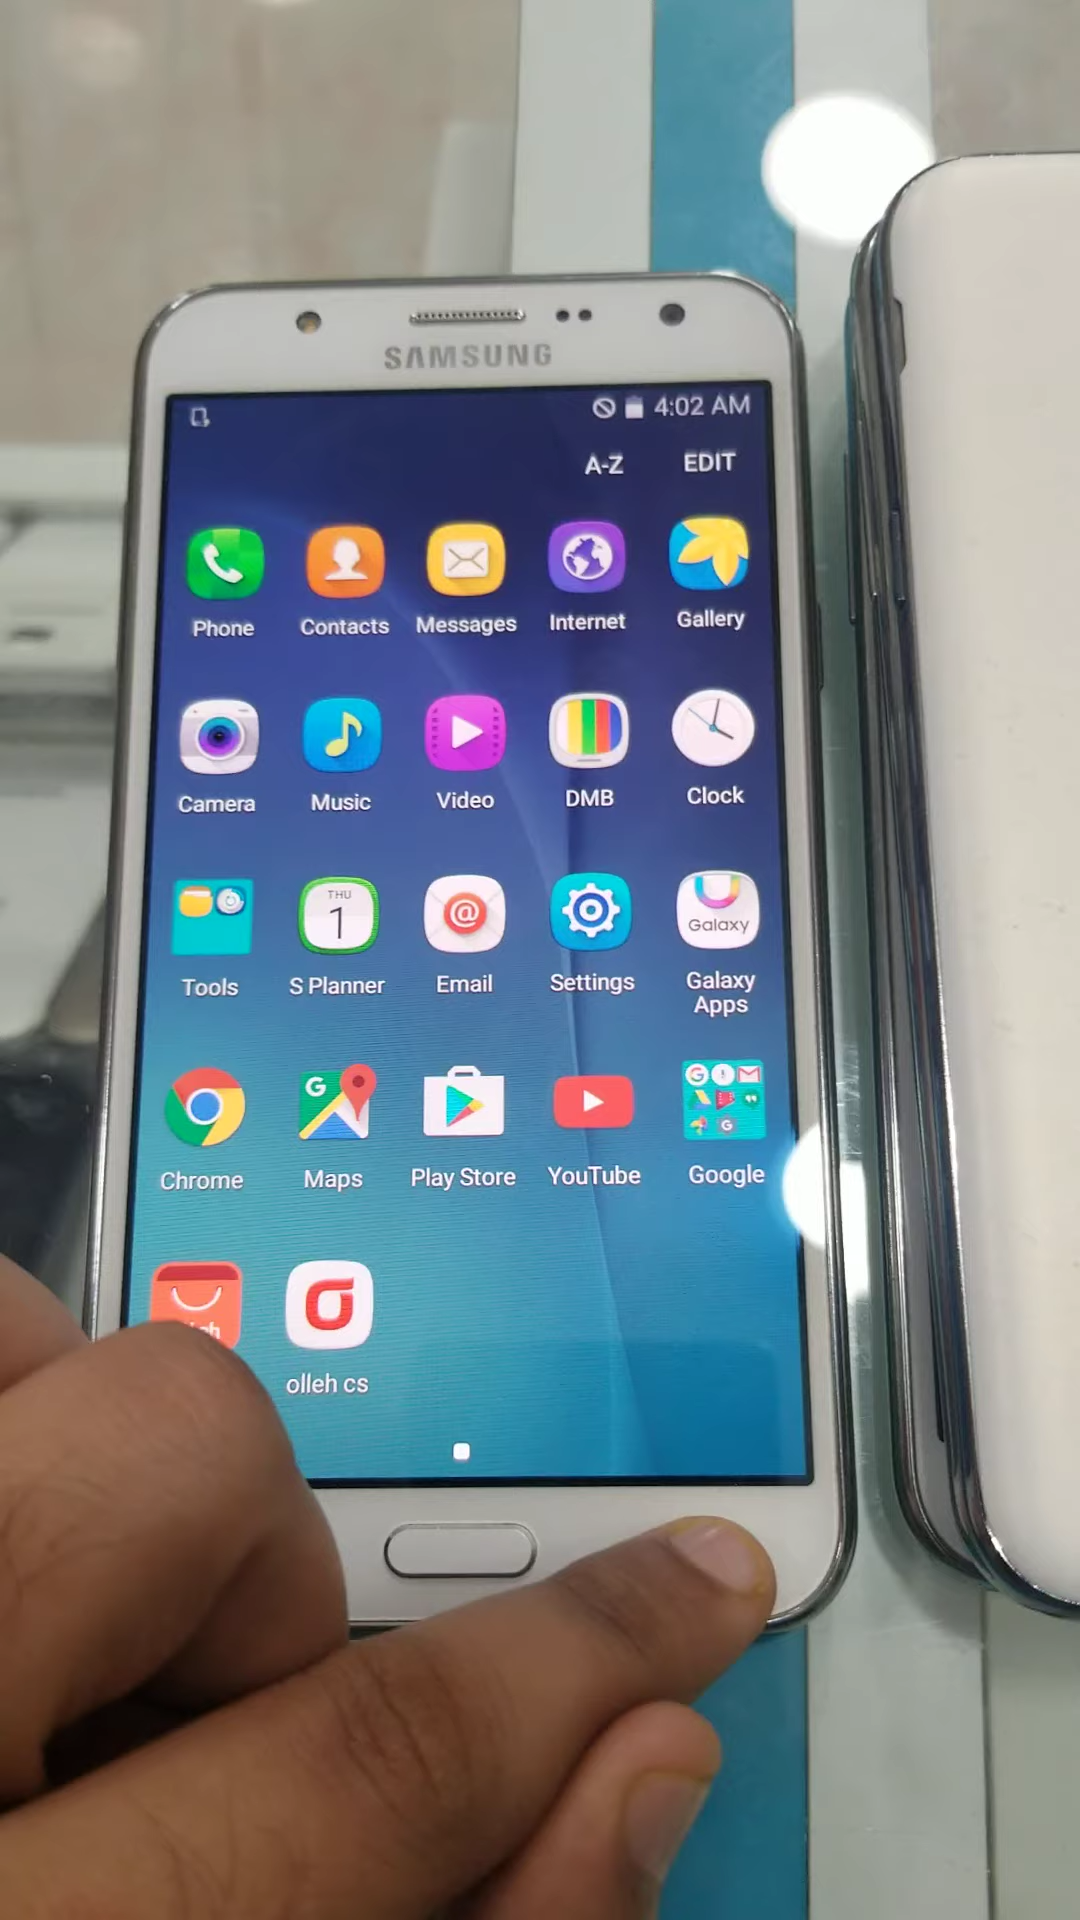 SAMSUNG
4:02 AM
A-Z EDIT
Phone Contacts Messages Internet Gallery
Camera Music Video DMB Clock
THU
1
Galaxy
Tools S Planner Email Settings Galaxy Apps
G
Chrome Maps Play Store YouTube Google
olleh cs